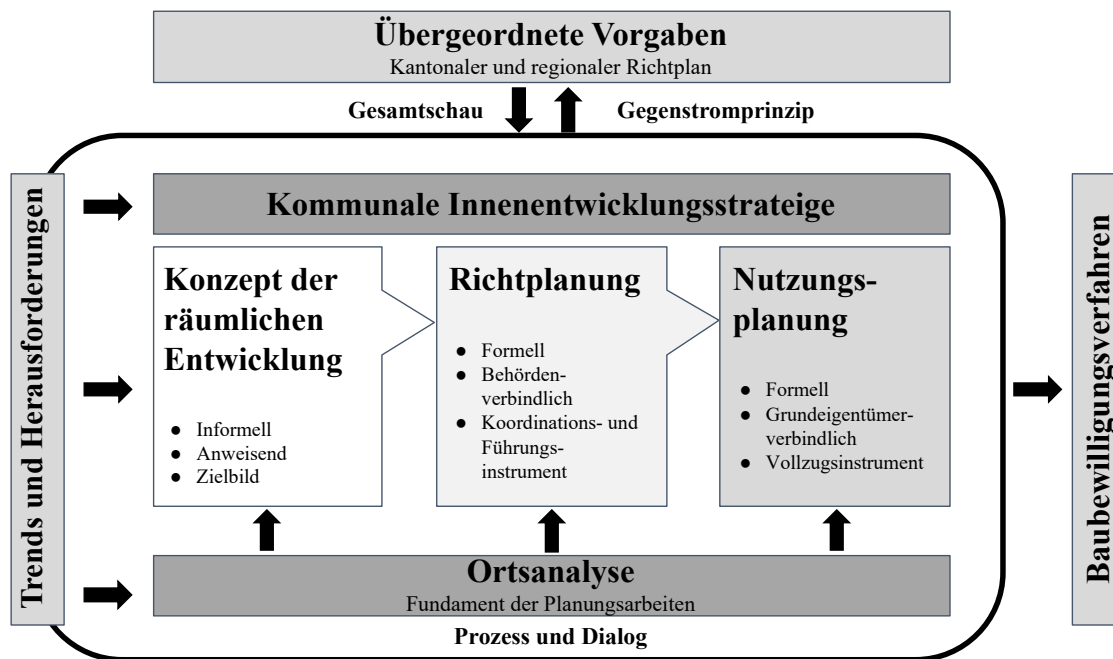 Übergeordnete Vorgaben
Kantonaler und regionaler Richtplan
Gesamtschau
Gegenstromprinzip
Trends und Herausforderungen
Kommunale Innenentwicklungsstrateige
Konzept der
räumlichen
Entwicklung
● Informell
● Anweisend
● Zielbild
Richtplanung
● Formell
● Behörden-
verbindlich
● Koordinations- und
Führungs-
instrument
Nutzungs-
planung
● Formell
● Grundeigentümer-
verbindlich
● Vollzugsinstrument
Ortsanalyse
Fundament der Planungsarbeiten
Prozess und Dialog
Baubewilligungsverfahren